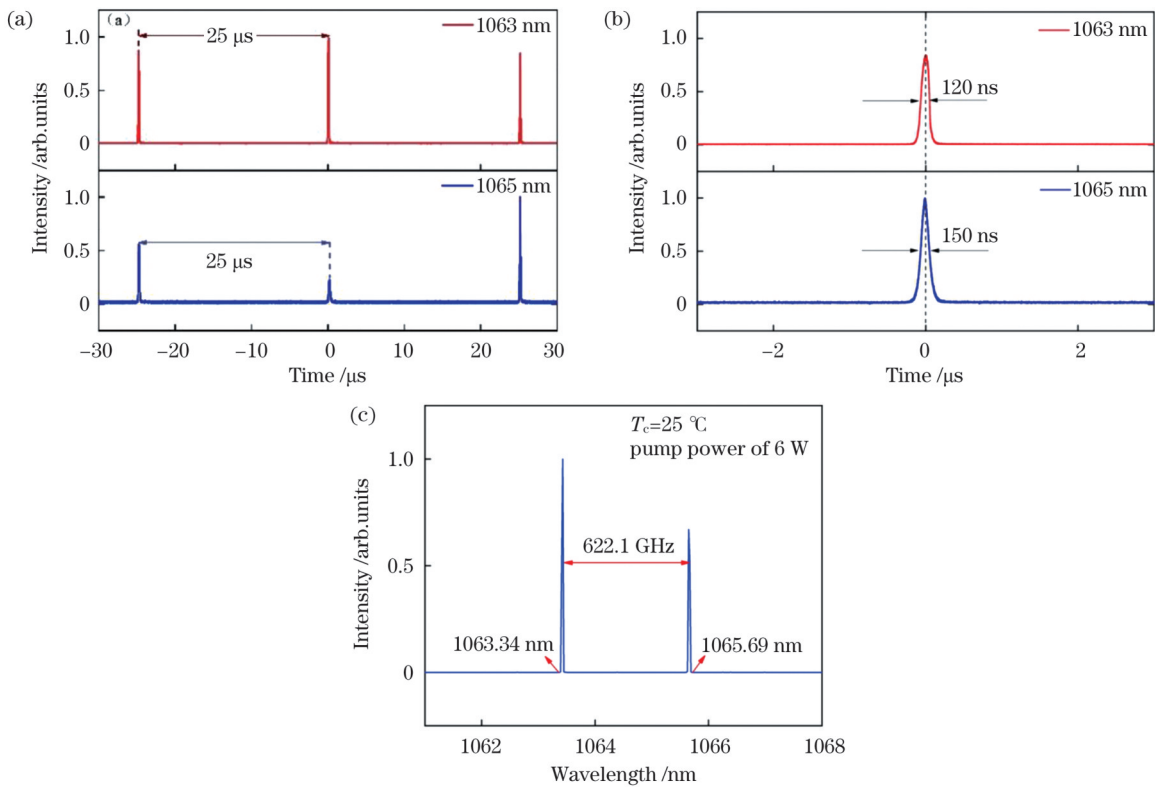 (a)
(a)
1063 nm
25 μs
1.0
0.5
0
1065 nm
25 μs
1.0
0.5
0
Intensity /arb.units
−30
−20
−10
0
10
20
30
Time /μs
(b)
1063 nm
120 ns
1.0
0.5
0
1065 nm
150 ns
1.0
0.5
0
Intensity /arb.units
−2
0
2
Time /μs
(c)
Tc=25 ℃
pump power of 6 W
1.0
0.5
0
622.1 GHz
1063.34 nm
1065.69 nm
Intensity /arb.units
1062
1064
1066
1068
Wavelength /nm